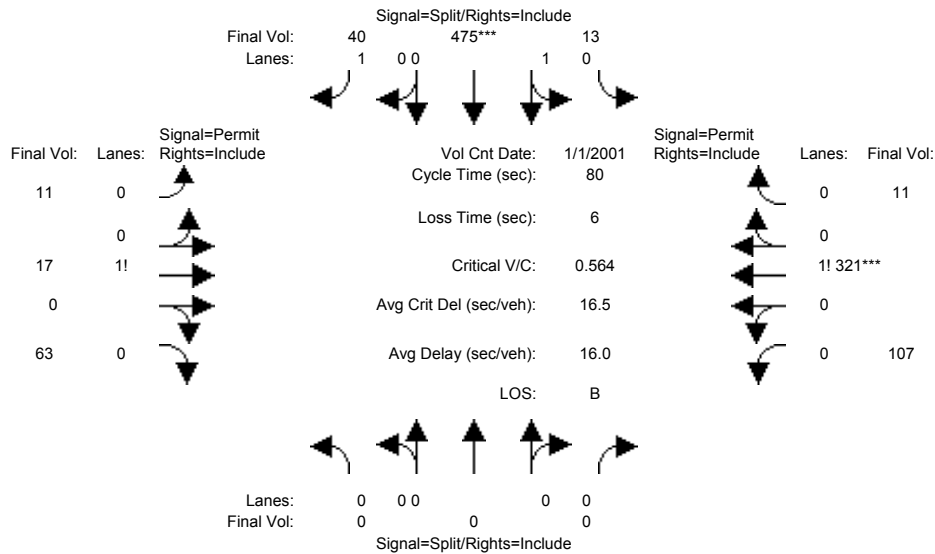 Signal=Split/Rights=Include
Final Vol: 40 475*** 13
Lanes: 1 0 0 1 0
Signal=Permit
Final Vol: Lanes: Rights=Include
Vol Cnt Date: 1/1/2001
Signal=Permit
Rights=Include Lanes: Final Vol:
Cycle Time (sec): 80
11 0
0 11
Loss Time (sec): 6
0
0
17 1!
Critical V/C: 0.564
1! 321***
0 0
Avg Crit Del (sec/veh): 16.5
0
63 0
Avg Delay (sec/veh): 16.0
0 107
LOS: B
Lanes: 0 0 0 0 0
Final Vol: 0 0 0
Signal=Split/Rights=Include